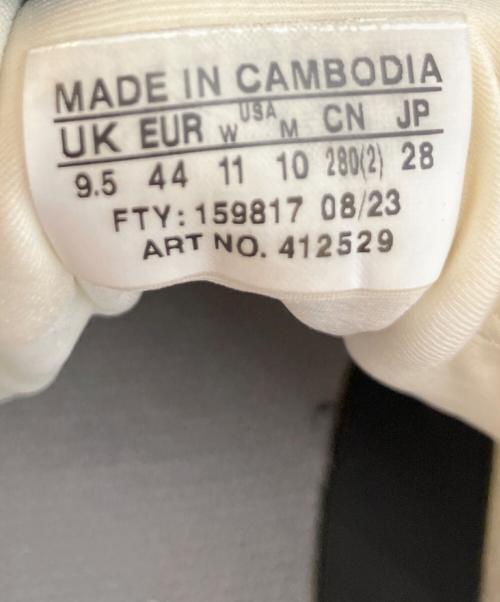 MADE IN CAMBODIA
UK EUR W USA M CN JP
9.5 44 11 10 280(2) 28
FTY: 159817 08/23
ART NO. 412529